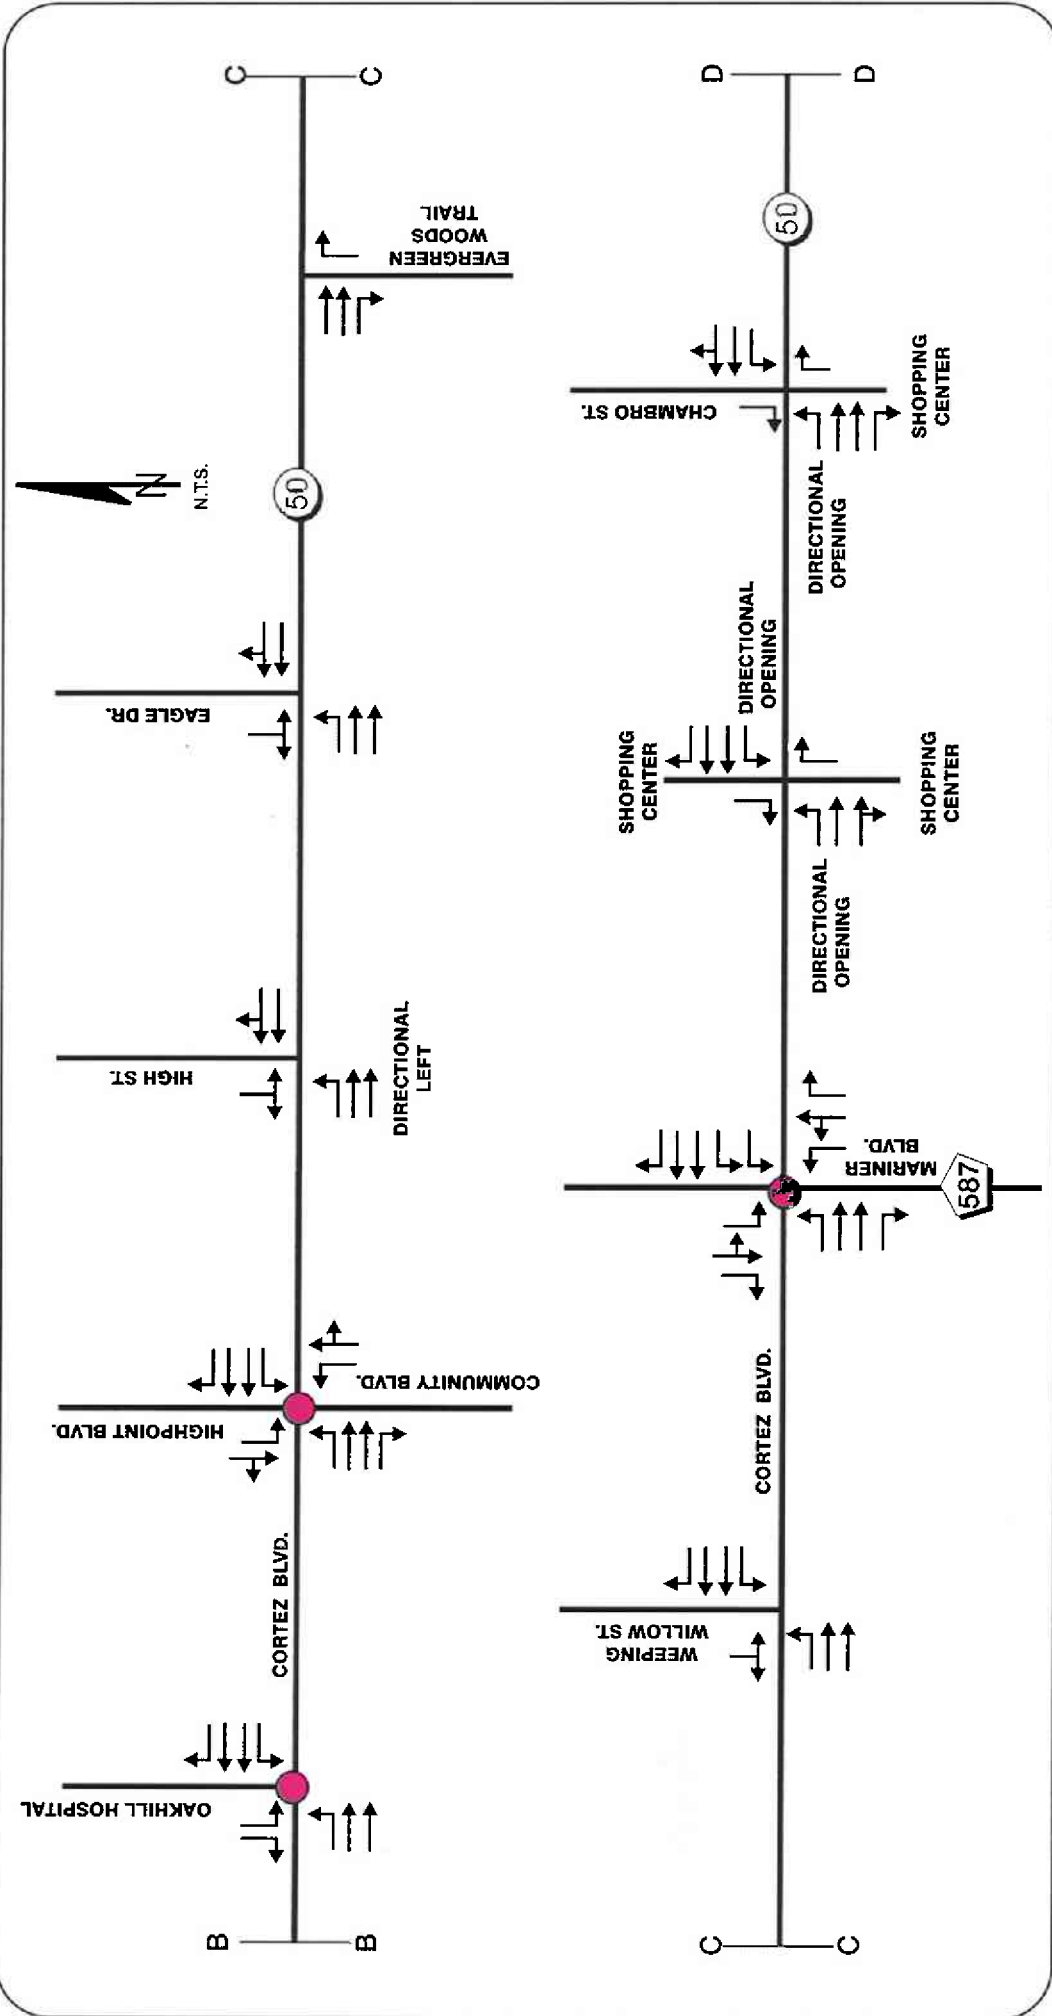 C
C
EVERGREEN
WOODS
TRAIL
N
N.T.S.
50
EAGLE DR.
HIGH ST.
DIRECTIONAL
LEFT
HIGHPOINT BLVD.
COMMUNITY BLVD.
CORTEZ BLVD.
OAKHILL HOSPITAL
B
B
D
D
50
CHAMBRO ST.
SHOPPING
CENTER
DIRECTIONAL
OPENING
DIRECTIONAL
OPENING
SHOPPING
CENTER
SHOPPING
CENTER
DIRECTIONAL
OPENING
MARINER
BLVD.
587
CORTEZ BLVD.
WEEPING
WILLOW ST.
C
C